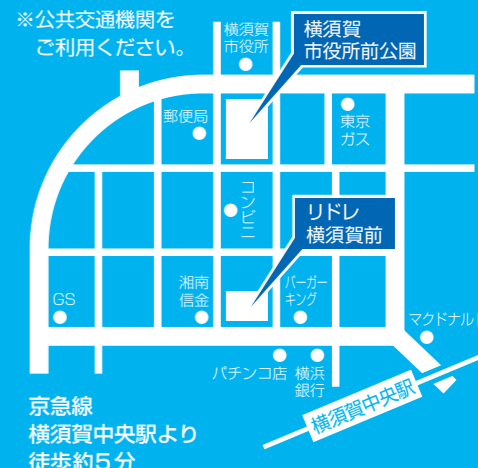 ※公共交通機関を
ご利用ください。
横須賀
市役所
横須賀
市役所前公園
郵便局
東京
ガス
コンビニ
リドレ
横須賀前
GS
湘南
信金
バーガー
キング
マクドナルド
パチンコ店
横浜
銀行
横須賀中央駅
京急線
横須賀中央駅より
徒歩約5分